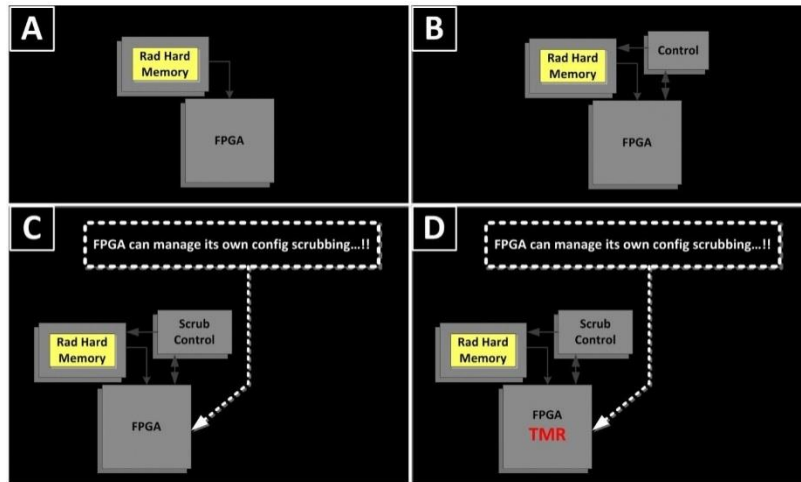 A
Rad Hard
Memory
FPGA
B
Control
Rad Hard
Memory
FPGA
C
FPGA can manage its own config scrubbing...!!
Scrub
Control
Rad Hard
Memory
FPGA
D
FPGA can manage its own config scrubbing...!!
Scrub
Control
Rad Hard
Memory
FPGA
TMR